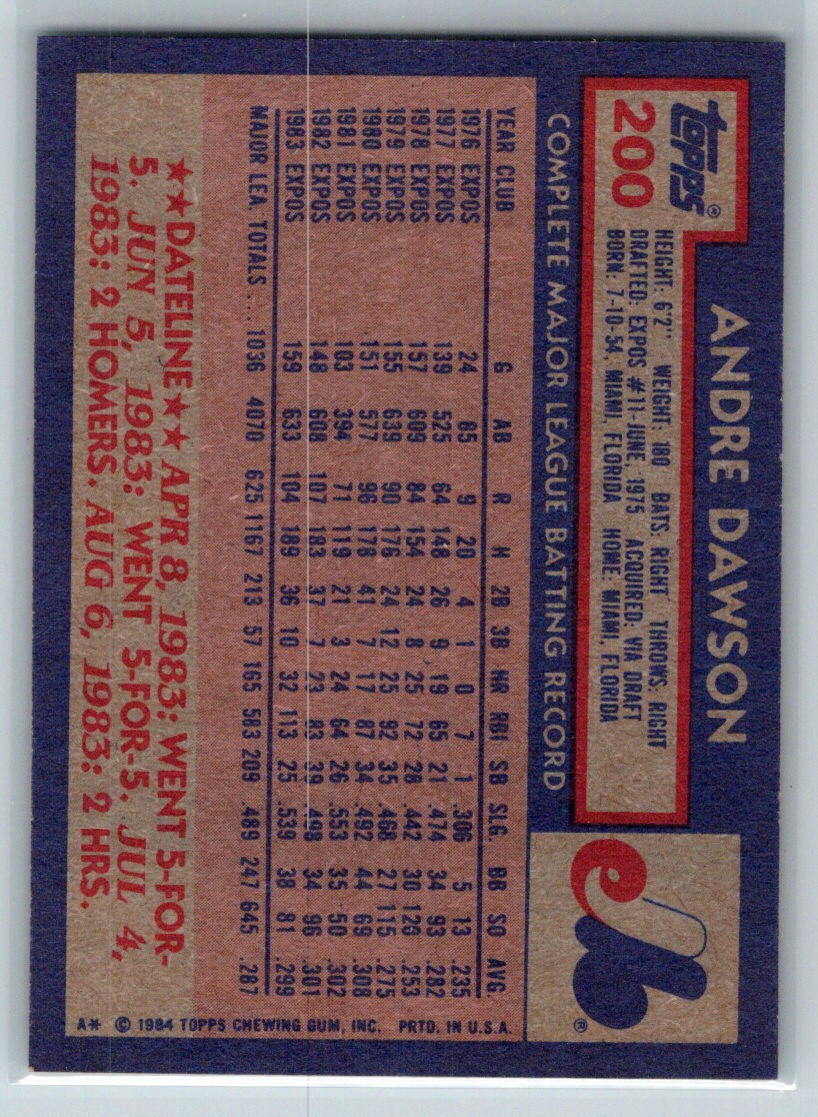 topps®
200
ANDRE DAWSON
HEIGHT: 6'2" WEIGHT: 180 BATS: RIGHT THROWS: RIGHT
DRAFTED: EXPOS #11-JUNE, 1975 ACQUIRED: VIA DRAFT
BORN: 7-10-54, MIAMI, FLORIDA HOME: MIAMI, FLORIDA
®
COMPLETE MAJOR LEAGUE BATTING RECORD
YEAR CLUB G AB R H 2B 3B HR RBI SB SLG. BB SO AVG.
1976 EXPOS 24 85 9 20 4 1 0 7 1 .306 5 13 .235
1977 EXPOS 139 525 64 148 26 9 19 65 21 .474 34 93 .282
1978 EXPOS 157 609 84 154 24 8 25 72 28 .442 30 126 .253
1979 EXPOS 155 639 90 176 24 12 25 92 35 .468 27 115 .275
1980 EXPOS 151 577 96 178 41 7 17 87 34 .492 44 69 .308
1981 EXPOS 103 394 71 119 21 3 24 64 26 .553 35 50 .302
1982 EXPOS 148 608 107 183 37 7 23 83 39 .498 34 96 .301
1983 EXPOS 159 633 104 189 36 10 32 113 25 .539 38 81 .299
MAJOR LEA. TOTALS .... 1036 4070 625 1167 213 57 165 583 209 .489 247 645 .287
★★DATELINE★★ APR 8, 1983: WENT 5-FOR-
5. JUN 5, 1983: WENT 5-FOR-5. JUL 4,
1983: 2 HOMERS. AUG 6, 1983: 2 HRS.
A* © 1984 TOPPS CHEWING GUM, INC. PRTD. IN U.S.A.